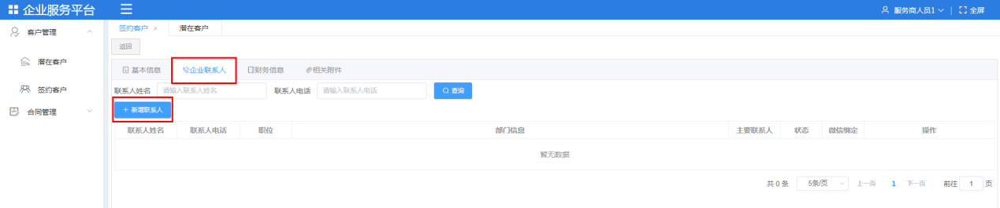 企业服务平台 服务商人员1 全屏
客户管理 签约客户 × 潜在客户
返回
潜在客户 基本信息 企业联系人 财务信息 相关附件
签约客户 联系人姓名 请输入联系人姓名 联系人电话 请输入联系人电话 查询
合同管理 + 新增联系人
联系人姓名 联系人电话 职位 部门信息 主要联系人 状态 微信绑定 操作
暂无数据
共 0 条 5条/页 上一页 1 下一页 前往 1 页